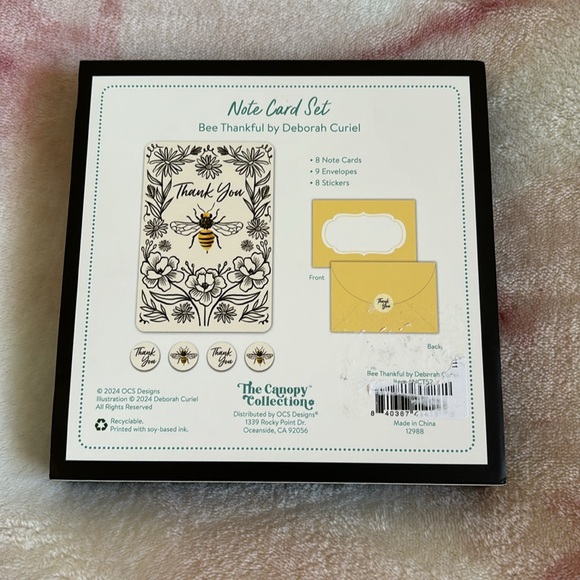 Note Card Set
Bee Thankful by Deborah Curiel
• 8 Note Cards
• 9 Envelopes
• 8 Stickers
Thank You
Front
Thank
You
Back
Thank
You
Thank
You
© 2024 OCS Designs
Illustration © 2024 Deborah Curiel
All Rights Reserved
Recyclable.
Printed with soy-based ink.
The Canopy™
Collection
Distributed by OCS Designs®
1339 Rocky Point Dr.
Oceanside, CA 92056
Bee Thankful by Deborah
8 40367
Made in China
12988